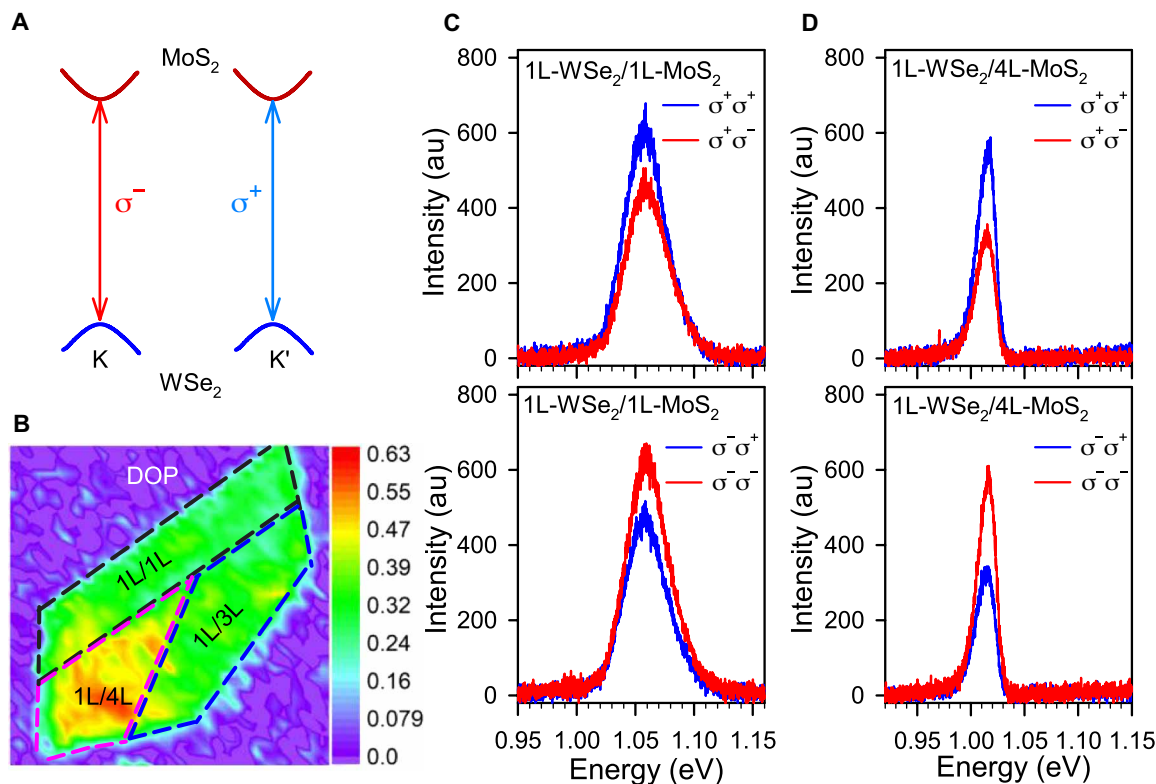 A
MoS₂
σ⁻
σ⁺
K
K'
WSe₂
B
DOP
1L/1L
1L/3L
1L/4L
0.63
0.55
0.47
0.39
0.32
0.24
0.16
0.079
0.0
C
1L-WSe₂/1L-MoS₂
σ⁺σ⁺
σ⁺σ⁻
800
600
400
200
0
Intensity (au)
1L-WSe₂/1L-MoS₂
σ⁻σ⁺
σ⁻σ⁻
800
600
400
200
0
Intensity (au)
0.95
1.00
1.05
1.10
1.15
Energy (eV)
D
1L-WSe₂/4L-MoS₂
σ⁺σ⁺
σ⁺σ⁻
800
600
400
200
0
Intensity (au)
1L-WSe₂/4L-MoS₂
σ⁻σ⁺
σ⁻σ⁻
800
600
400
200
0
Intensity (au)
0.95
1.00
1.05
1.10
1.15
Energy (eV)